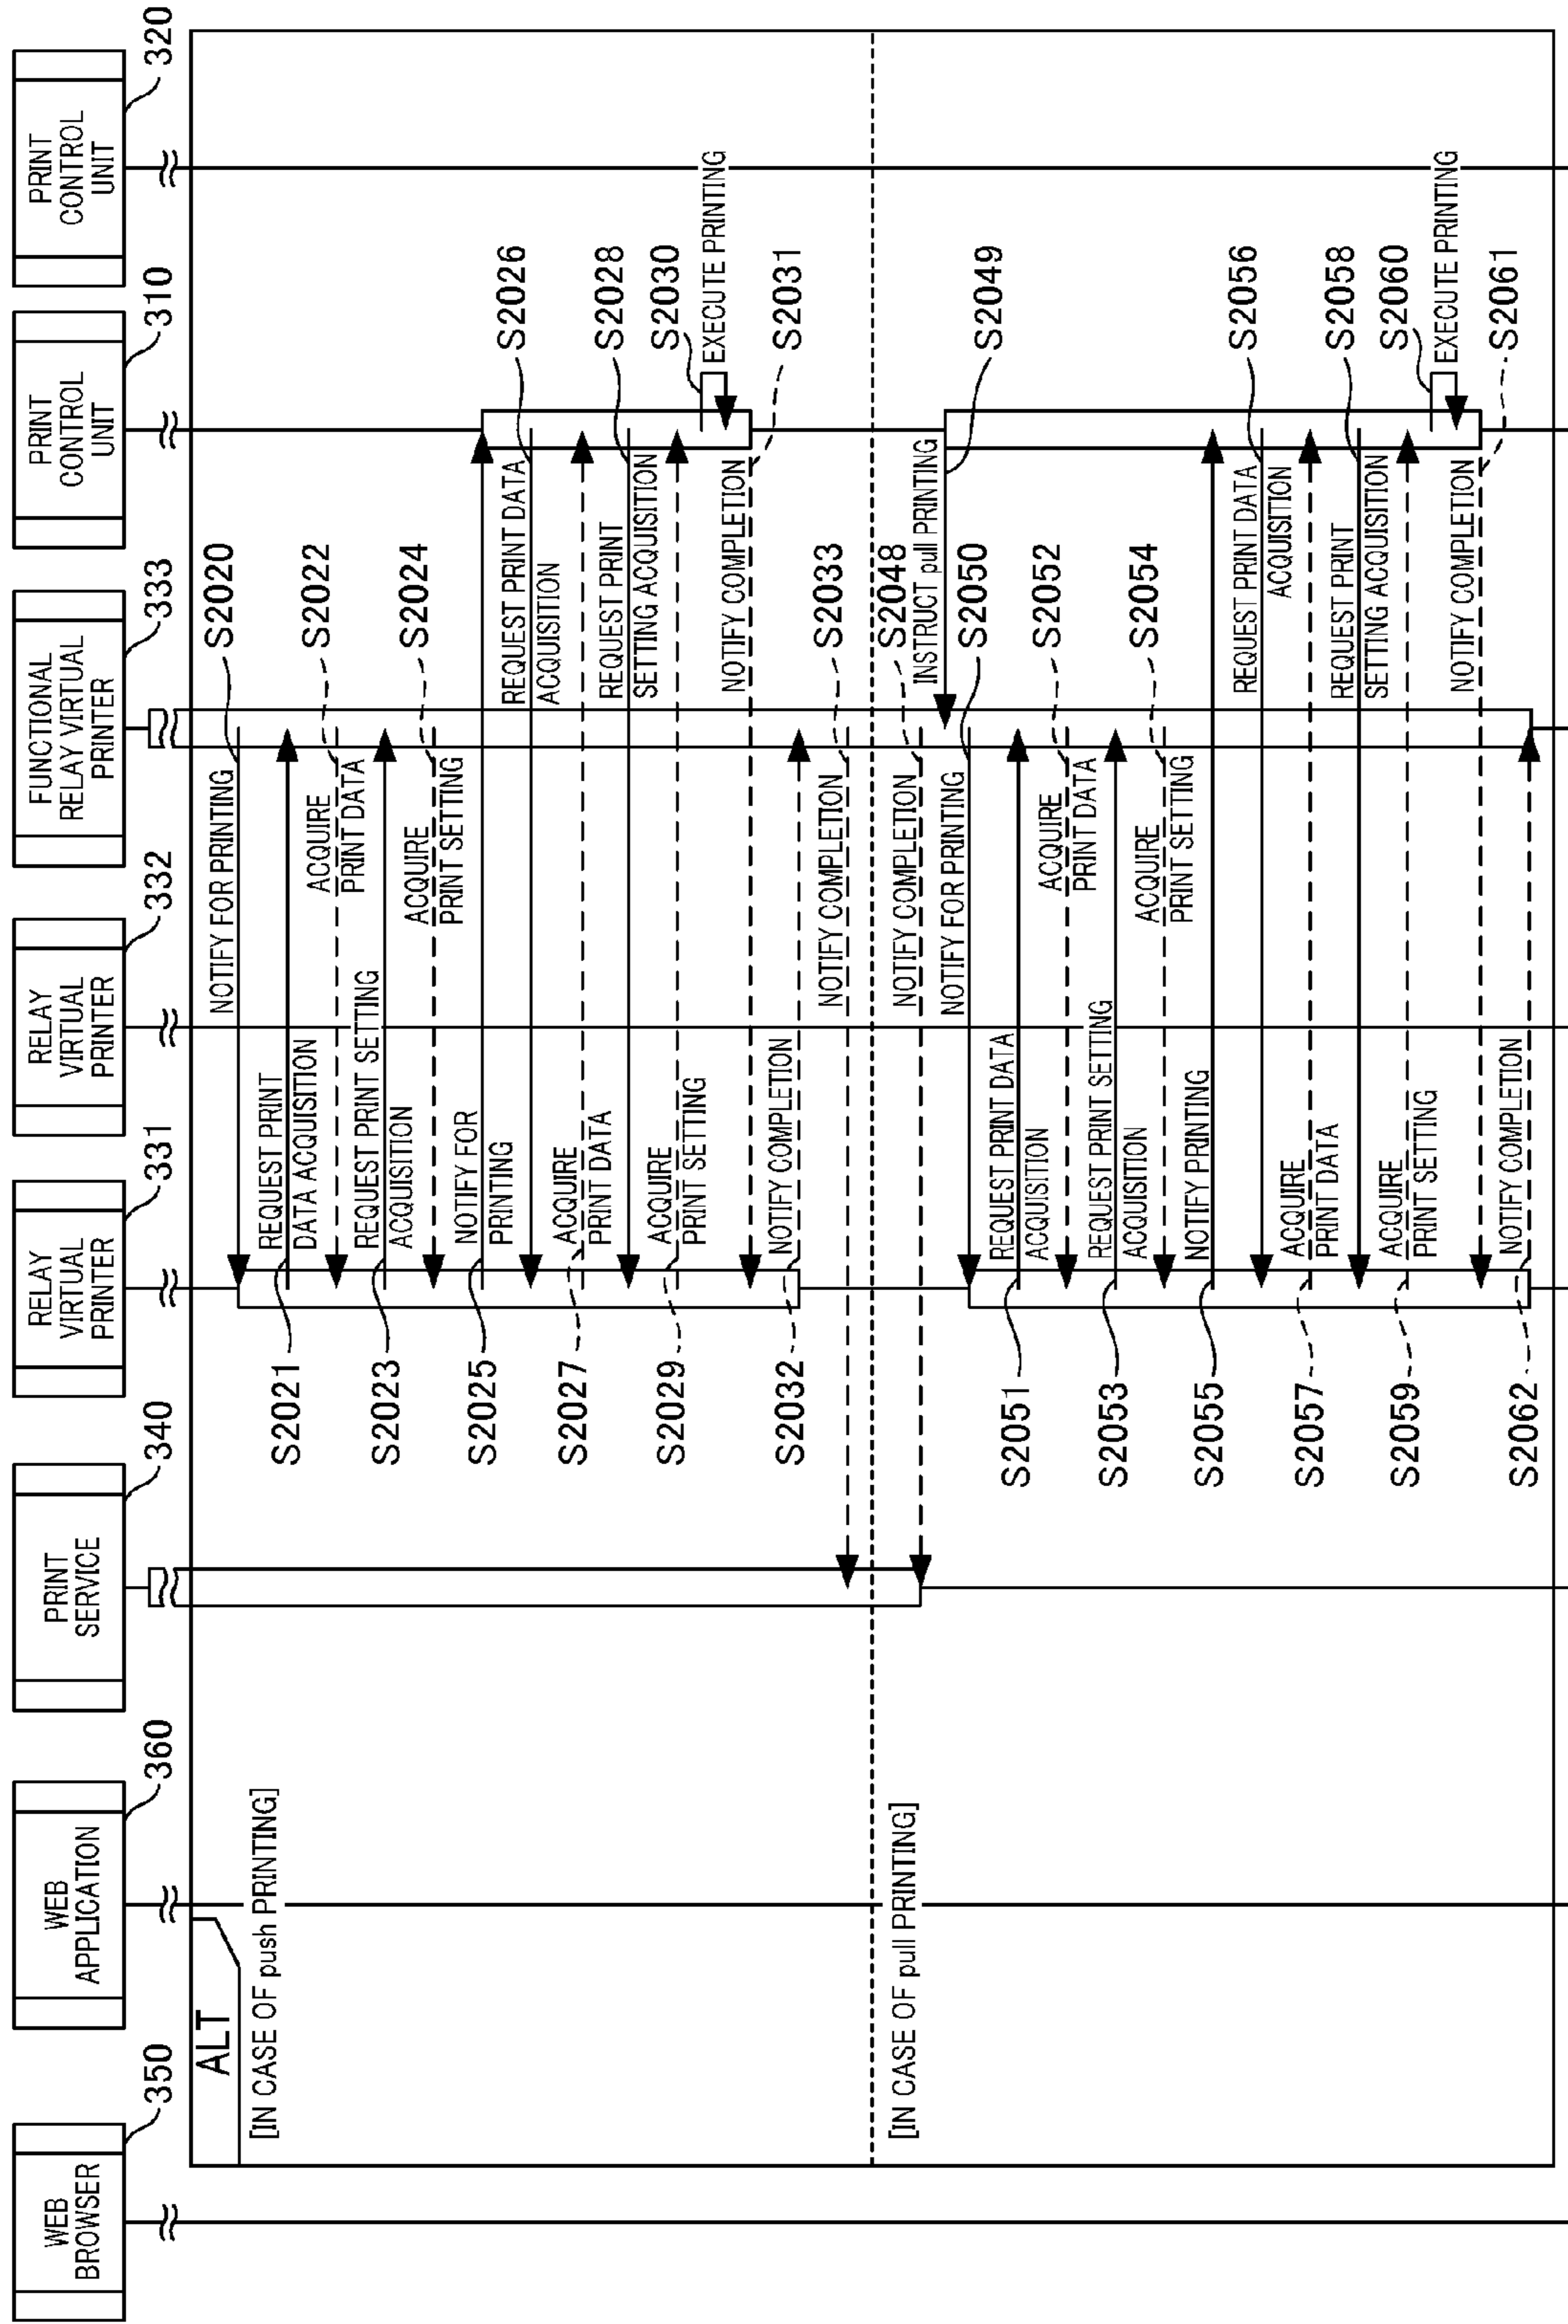 WEB
BROWSER
350
WEB
APPLICATION
360
PRINT
SERVICE
340
RELAY
VIRTUAL
PRINTER
331
RELAY
VIRTUAL
PRINTER
332
FUNCTIONAL
RELAY VIRTUAL
PRINTER
333
PRINT
CONTROL
UNIT
310
PRINT
CONTROL
UNIT
320
ALT
[IN CASE OF push PRINTING]
NOTIFY FOR PRINTING
S2020
S2021
REQUEST PRINT
DATA ACQUISITION
ACQUIRE
PRINT DATA
S2022
S2023
REQUEST PRINT SETTING
ACQUISITION
ACQUIRE
PRINT SETTING
S2024
S2025
NOTIFY FOR
PRINTING
REQUEST PRINT DATA
ACQUISITION
S2026
S2027
ACQUIRE
PRINT DATA
REQUEST PRINT
SETTING ACQUISITION
S2028
S2029
ACQUIRE
PRINT SETTING
S2030
EXECUTE PRINTING
NOTIFY COMPLETION
S2031
S2032
NOTIFY COMPLETION
NOTIFY COMPLETION
S2033
[IN CASE OF pull PRINTING]
NOTIFY COMPLETION
S2048
INSTRUCT pull PRINTING
S2049
NOTIFY FOR PRINTING
S2050
S2051
REQUEST PRINT DATA
ACQUISITION
ACQUIRE
PRINT DATA
S2052
S2053
REQUEST PRINT SETTING
ACQUISITION
ACQUIRE
PRINT SETTING
S2054
S2055
NOTIFY PRINTING
REQUEST PRINT DATA
ACQUISITION
S2056
S2057
ACQUIRE
PRINT DATA
REQUEST PRINT
SETTING ACQUISITION
S2058
S2059
ACQUIRE
PRINT SETTING
S2060
EXECUTE PRINTING
NOTIFY COMPLETION
S2061
S2062
NOTIFY COMPLETION